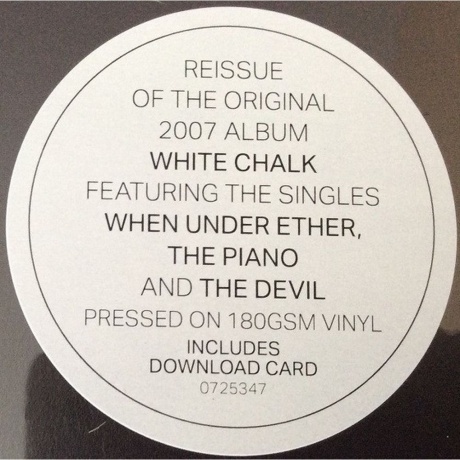 REISSUE
OF THE ORIGINAL
2007 ALBUM
WHITE CHALK
FEATURING THE SINGLES
WHEN UNDER ETHER,
THE PIANO
AND THE DEVIL
PRESSED ON 180GSM VINYL
INCLUDES
DOWNLOAD CARD
0725347